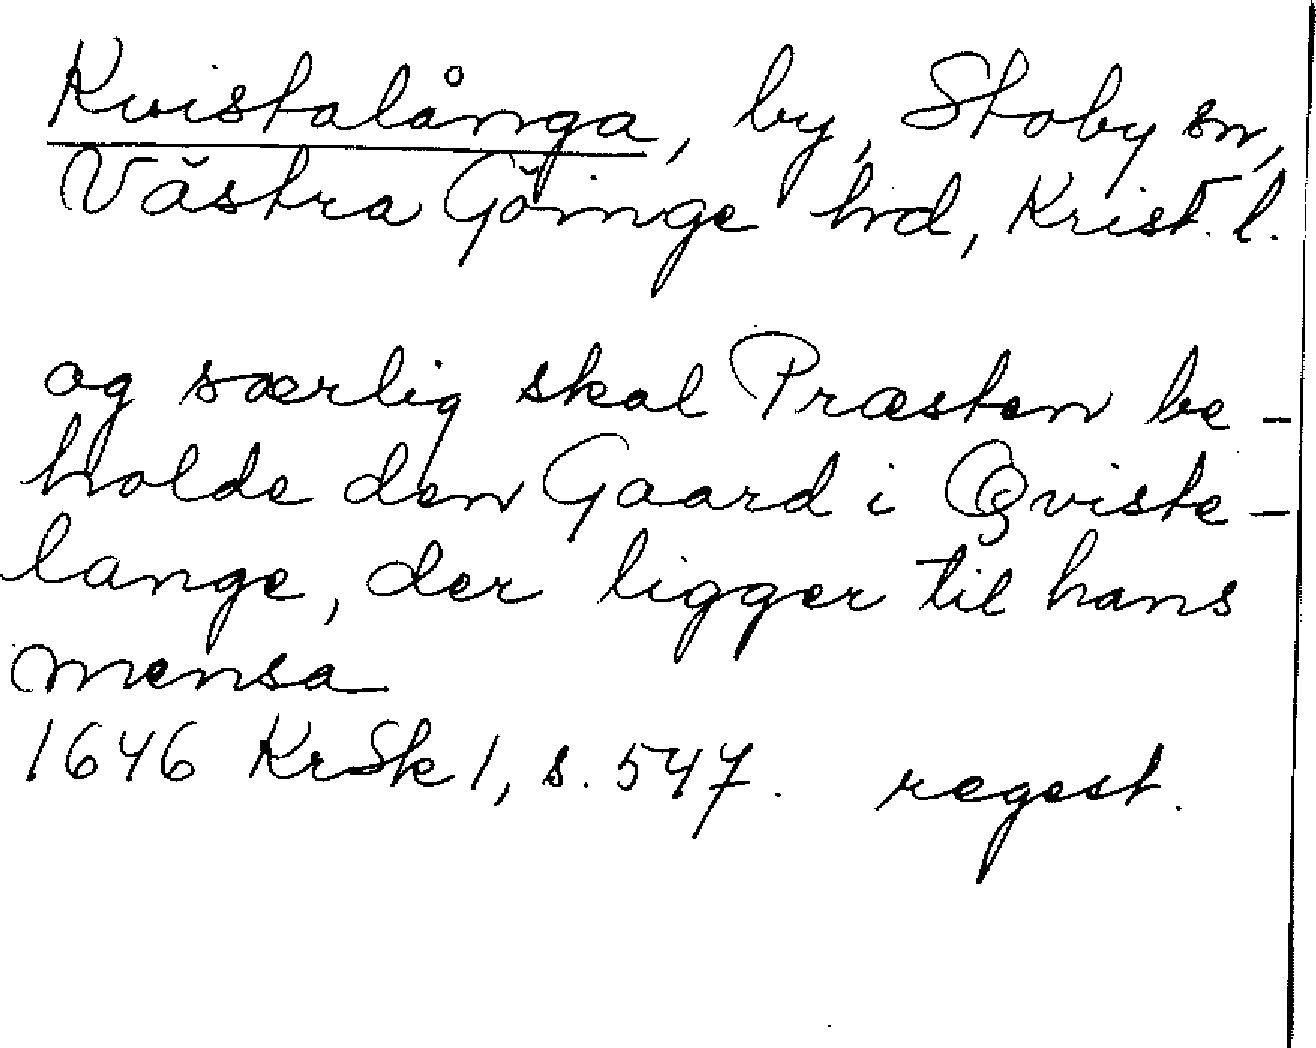 Kvistalånga, by, Stoby sn,
Västra Göinge hd, Krist. l.
og særlig skal Præsten be-
holde den Gaard i Qviste-
lange, der ligger til hans
mensa
1646 KrSk 1, s. 547. regest.